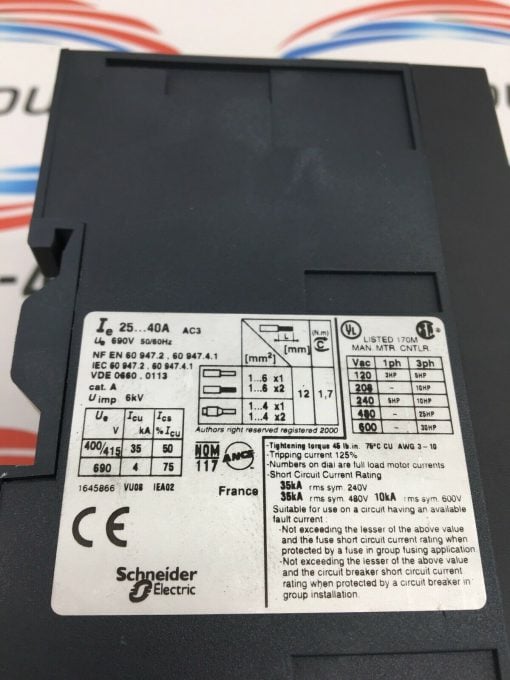 Ie 25...40A AC3
Ue 690V 50/60Hz
NF EN 60 947.2 , 60 947.4.1
IEC 60 947.2 , 60 947.4.1
VDE 0660 . 0113
cat. A
U imp 6kV
[mm²] L [mm] (N.m)
1...6 x1
1...6 x2
1...4 x1
1...4 x2
12 1,7
Authors right reserved registered 2000
UL LISTED 170M
MAN. MTR. CNTLR.
Vac 1ph 3ph
120 3HP 5HP
208 - 10HP
240 5HP 10HP
480 - 25HP
600 - 30HP
Ue Icu Ics
V kA % Icu
400/415 35 50
690 4 75
NOM
117
ANCE
1645866 VU08 IEA02
France
CE
Schneider
Electric
-Tightening torque 45 lb.in. 75°C CU AWG 3-10
-Tripping current 125%
-Numbers on dial are full load motor currents
-Short Circuit Current Rating
35kA rms sym. 240V
35kA rms sym. 480V 10kA rms sym. 600V
Suitable for use on a circuit having an available
fault current :
-Not exceeding the lesser of the above value
and the fuse short circuit current rating when
protected by a fuse in group fusing application.
-Not exceeding the lesser of the above value
and the circuit breaker short circuit current
rating when protected by a circuit breaker in
group installation.